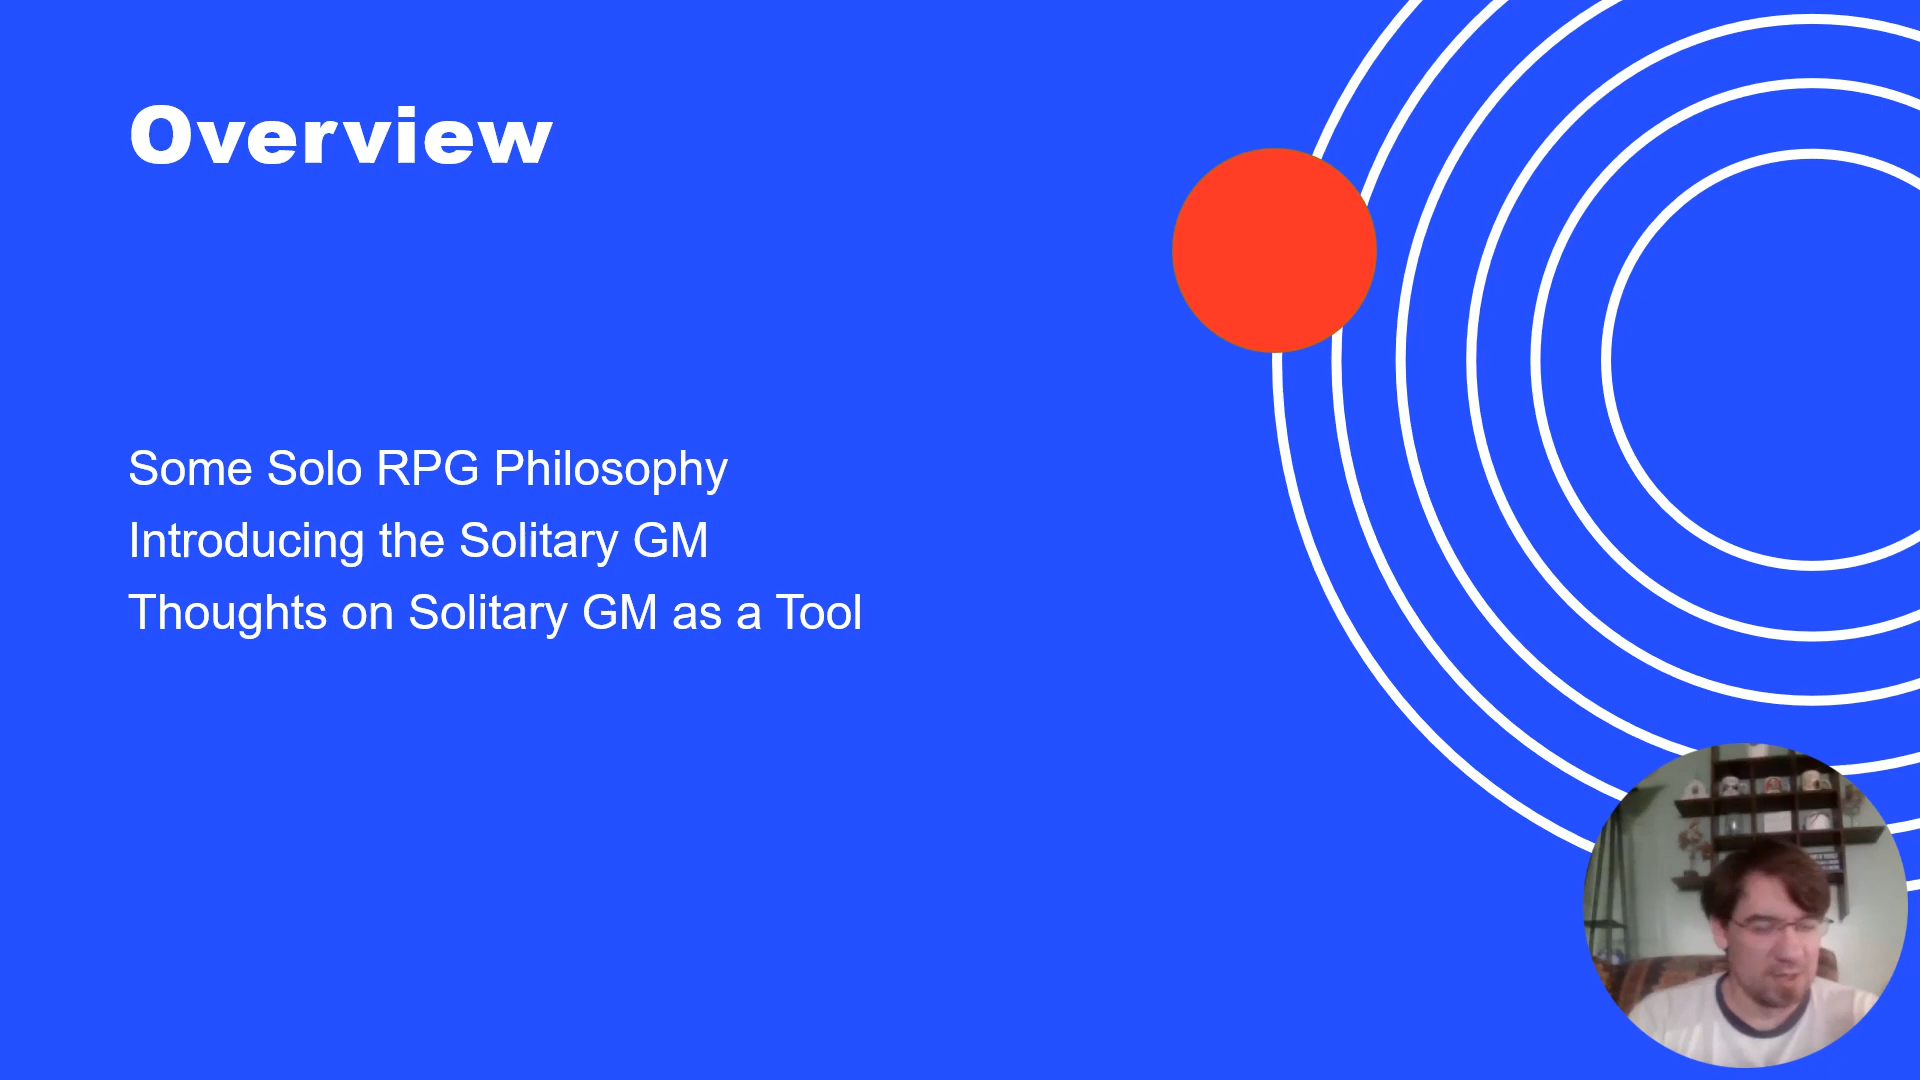 Overview
Some Solo RPG Philosophy
Introducing the Solitary GM
Thoughts on Solitary GM as a Tool